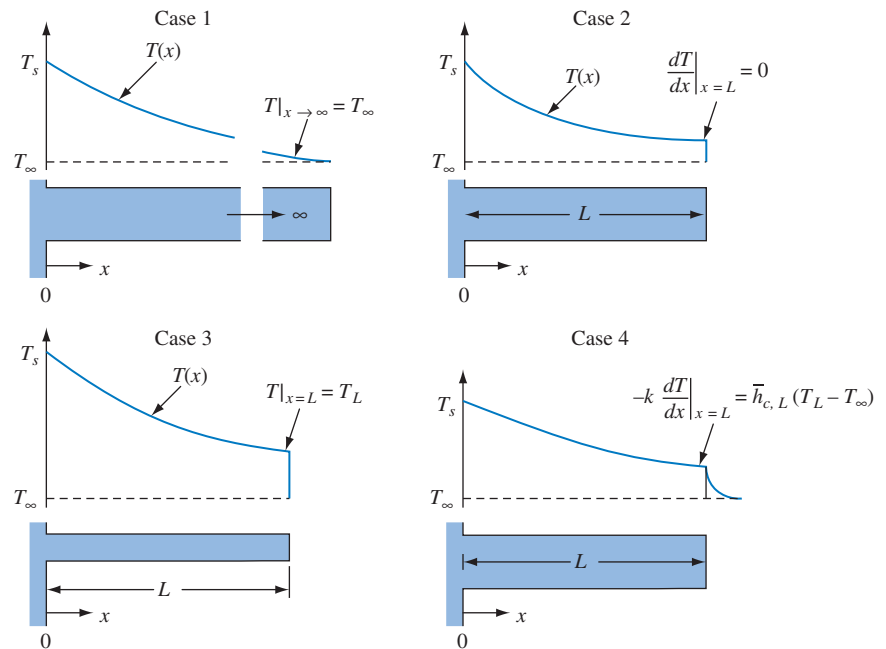 Case 1
T_s
T(x)
T|_{x → ∞} = T_∞
T_∞
∞
x
0
Case 2
T_s
T(x)
dT/dx|_{x = L} = 0
T_∞
L
x
0
Case 3
T_s
T(x)
T|_{x = L} = T_L
T_∞
L
x
0
Case 4
T_s
–k dT/dx|_{x = L} = h̅_{c, L} (T_L – T_∞)
T_∞
L
x
0